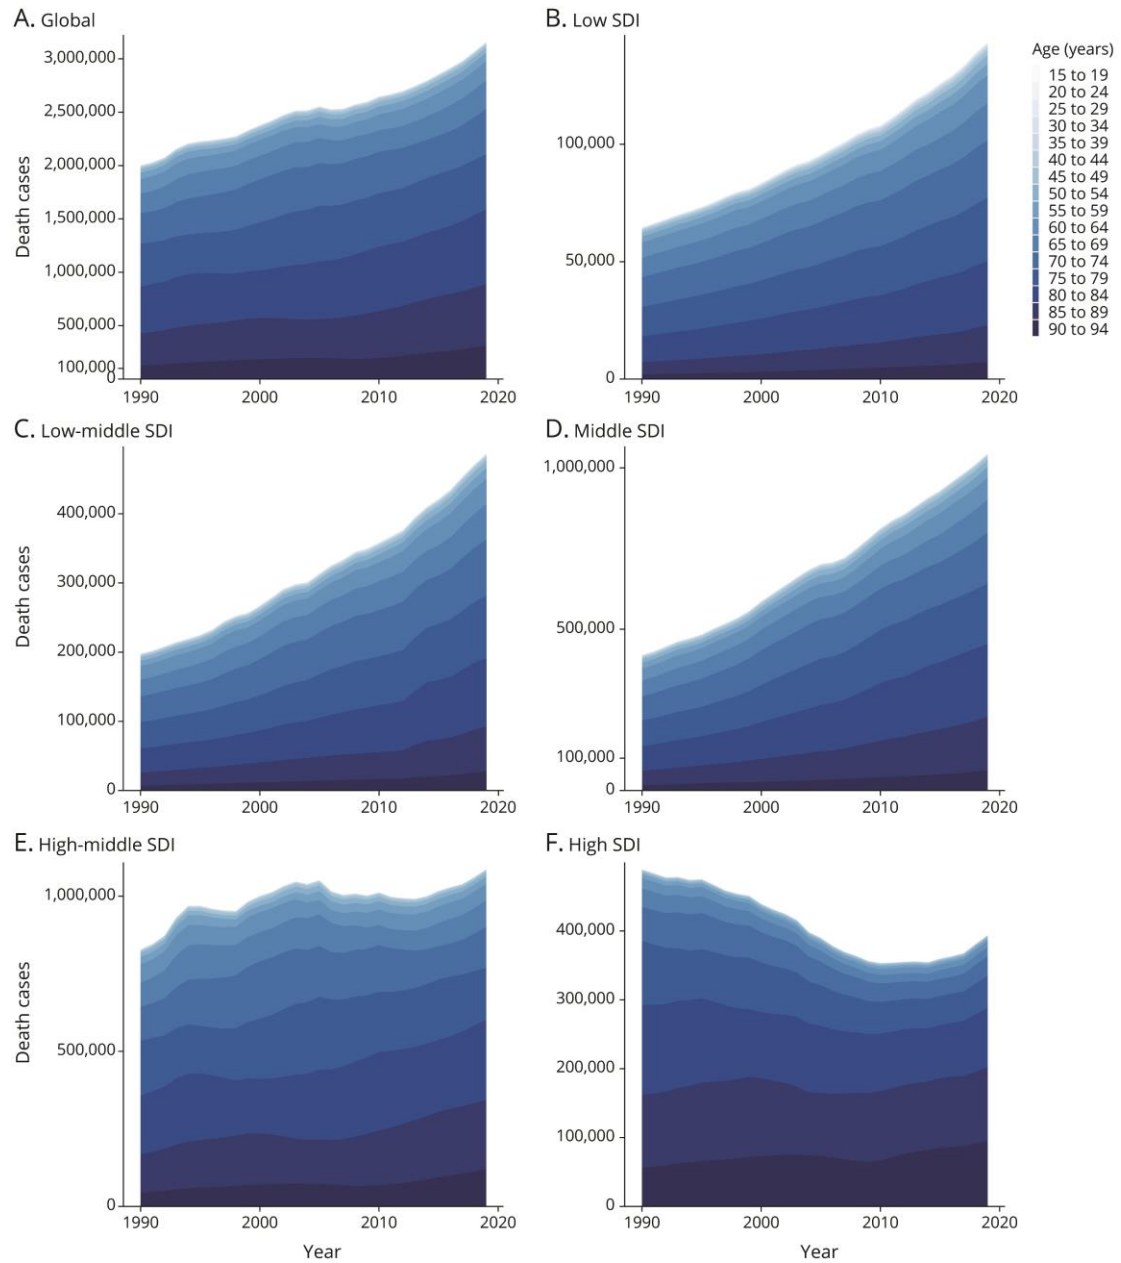 A. Global
Death cases
3,000,000
2,500,000
2,000,000
1,500,000
1,000,000
500,000
100,000
0
1990 2000 2010 2020
B. Low SDI
100,000
50,000
0
1990 2000 2010 2020
Age (years)
15 to 19
20 to 24
25 to 29
30 to 34
35 to 39
40 to 44
45 to 49
50 to 54
55 to 59
60 to 64
65 to 69
70 to 74
75 to 79
80 to 84
85 to 89
90 to 94
C. Low-middle SDI
Death cases
400,000
300,000
200,000
100,000
0
1990 2000 2010 2020
D. Middle SDI
1,000,000
500,000
100,000
0
1990 2000 2010 2020
E. High-middle SDI
Death cases
1,000,000
500,000
0
1990 2000 2010 2020
Year
F. High SDI
400,000
300,000
200,000
100,000
0
1990 2000 2010 2020
Year